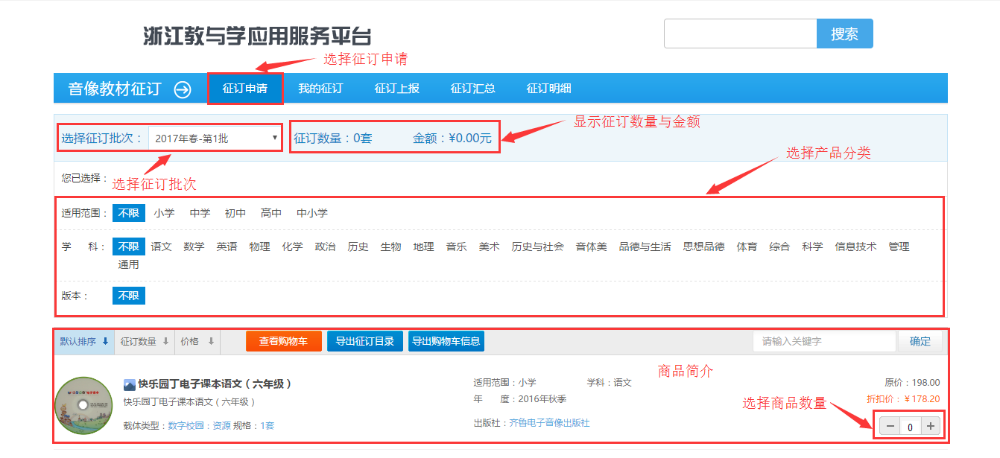 浙江教与学应用服务平台
搜索
选择征订申请
音像教材征订 征订申请 我的征订 征订上报 征订汇总 征订明细
显示征订数量与金额
选择征订批次： 2017年春-第1批 征订数量：0套 金额：¥0.00元
选择产品分类
您已选择：
选择征订批次
适用范围： 不限 小学 中学 初中 高中 中小学
学 科： 不限 语文 数学 英语 物理 化学 政治 历史 生物 地理 音乐 美术 历史与社会 音体美 品德与生活 思想品德 体育 综合 科学 信息技术 管理
通用
版本： 不限
默认排序 征订数量 价格 查看购物车 导出征订目录 导出购物车信息 请输入关键字 确定
商品简介
快乐园丁电子课本语文（六年级） 适用范围：小学 学科：语文 原价：198.00
快乐园丁电子课本语文（六年级） 年 度：2016年秋季 折扣价：￥178.20
选择商品数量
载体类型：数字校园：资源 规格：1套 出版社：齐鲁电子音像出版社 − 0 +